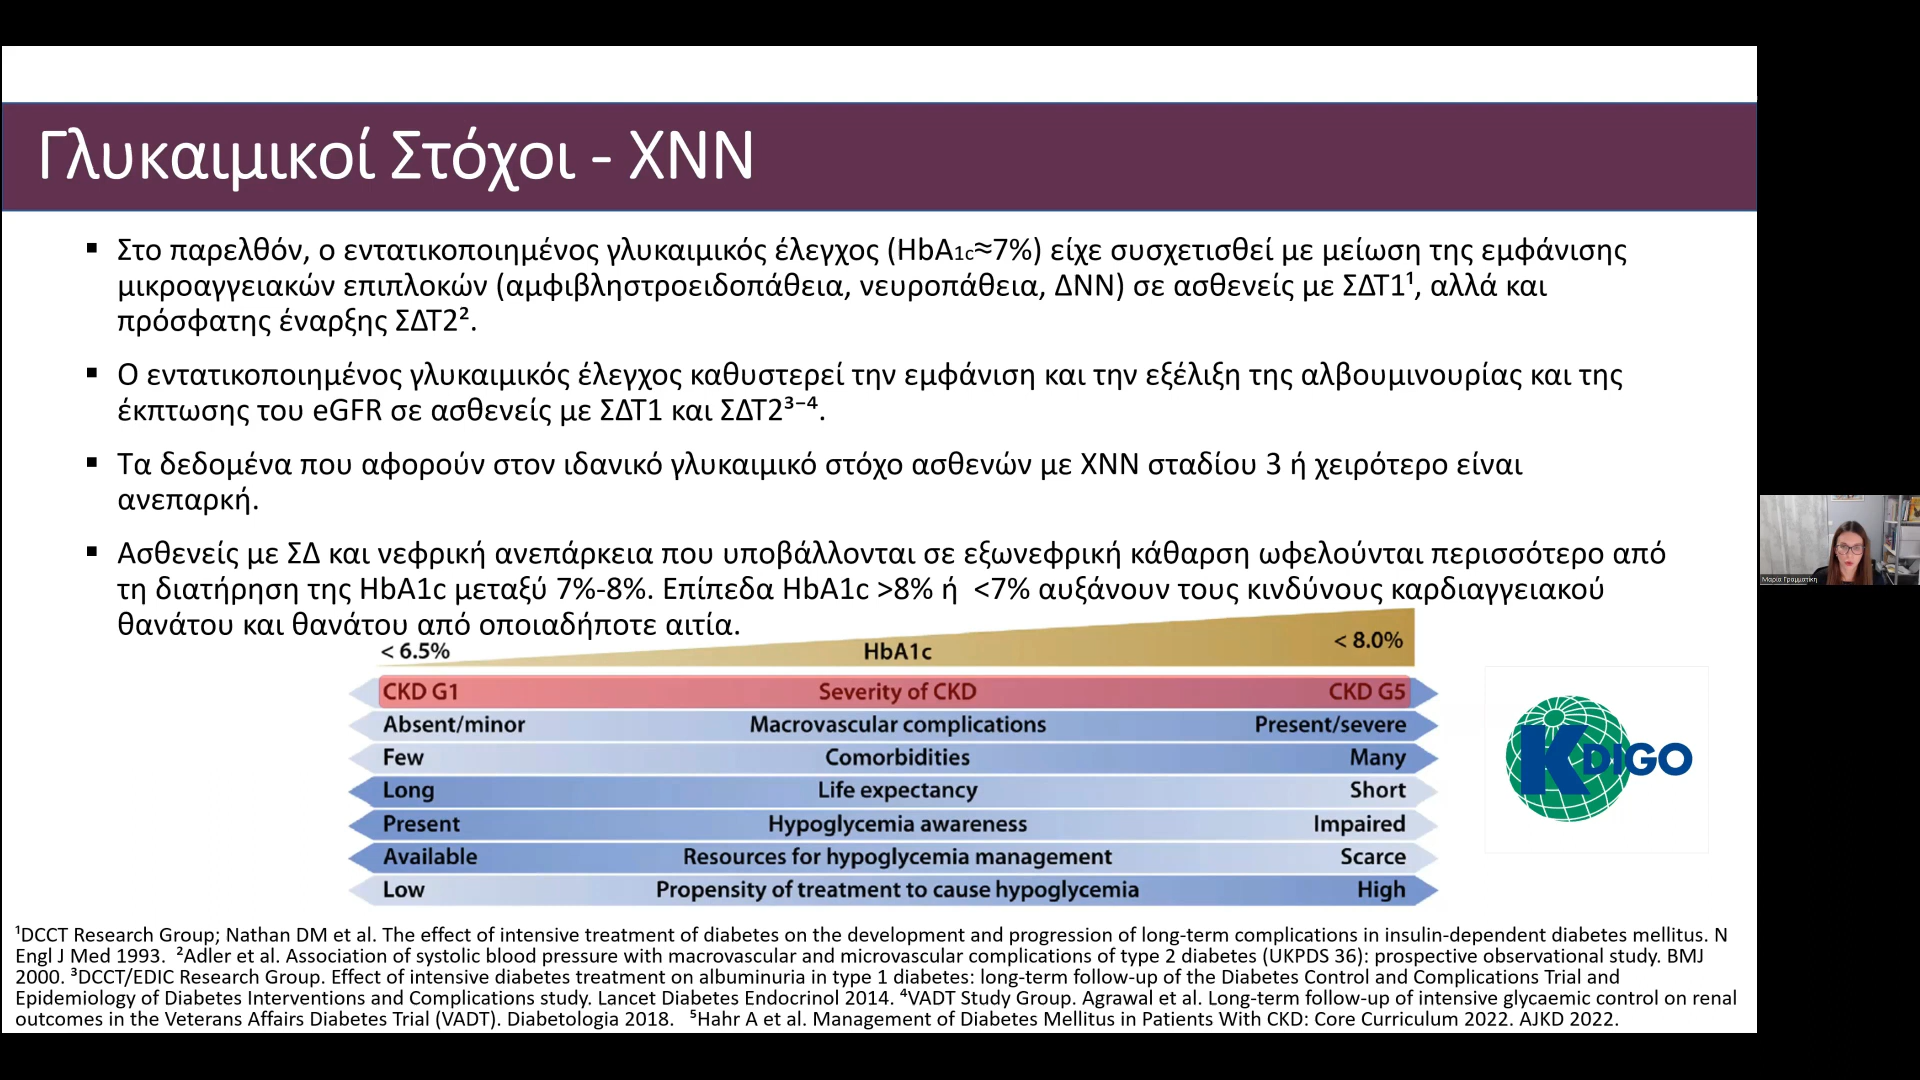 Γλυκαιμικοί Στόχοι - ΧΝΝ
▪ Στο παρελθόν, ο εντατικοποιημένος γλυκαιμικός έλεγχος (HbA1c≈7%) είχε συσχετισθεί με μείωση της εμφάνισης
μικροαγγειακών επιπλοκών (αμφιβληστροειδοπάθεια, νευροπάθεια, ΔΝΝ) σε ασθενείς με ΣΔΤ1¹, αλλά και
πρόσφατης έναρξης ΣΔΤ2².
▪ Ο εντατικοποιημένος γλυκαιμικός έλεγχος καθυστερεί την εμφάνιση και την εξέλιξη της αλβουμινουρίας και της
έκπτωσης του eGFR σε ασθενείς με ΣΔΤ1 και ΣΔΤ2³⁻⁴.
▪ Τα δεδομένα που αφορούν στον ιδανικό γλυκαιμικό στόχο ασθενών με ΧΝΝ σταδίου 3 ή χειρότερο είναι
ανεπαρκή.
▪ Ασθενείς με ΣΔ και νεφρική ανεπάρκεια που υποβάλλονται σε εξωνεφρική κάθαρση ωφελούνται περισσότερο από
τη διατήρηση της HbA1c μεταξύ 7%-8%. Επίπεδα HbA1c >8% ή <7% αυξάνουν τους κινδύνους καρδιαγγειακού
θανάτου και θανάτου από οποιαδήποτε αιτία.
< 6.5% HbA1c < 8.0%
CKD G1 Severity of CKD CKD G5
Absent/minor Macrovascular complications Present/severe
Few Comorbidities Many
Long Life expectancy Short
Present Hypoglycemia awareness Impaired
Available Resources for hypoglycemia management Scarce
Low Propensity of treatment to cause hypoglycemia High
KDIGO
¹DCCT Research Group; Nathan DM et al. The effect of intensive treatment of diabetes on the development and progression of long-term complications in insulin-dependent diabetes mellitus. N
Engl J Med 1993. ²Adler et al. Association of systolic blood pressure with macrovascular and microvascular complications of type 2 diabetes (UKPDS 36): prospective observational study. BMJ
2000. ³DCCT/EDIC Research Group. Effect of intensive diabetes treatment on albuminuria in type 1 diabetes: long-term follow-up of the Diabetes Control and Complications Trial and
Epidemiology of Diabetes Interventions and Complications study. Lancet Diabetes Endocrinol 2014. ⁴VADT Study Group. Agrawal et al. Long-term follow-up of intensive glycaemic control on renal
outcomes in the Veterans Affairs Diabetes Trial (VADT). Diabetologia 2018. ⁵Hahr A et al. Management of Diabetes Mellitus in Patients With CKD: Core Curriculum 2022. AJKD 2022.
Μαρία Γραμματίκη